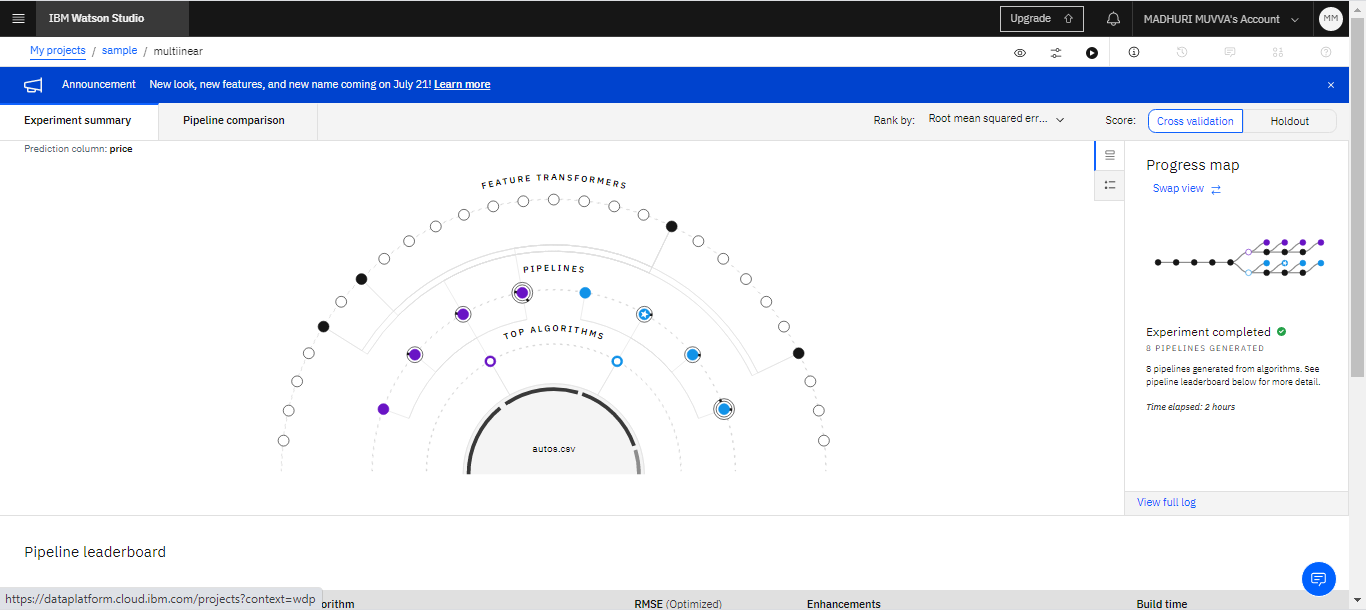 IBM Watson Studio
Upgrade
MADHURI MUVVA's Account
MM
My projects / sample / multiinear
Announcement New look, new features, and new name coming on July 21! Learn more
Experiment summary
Pipeline comparison
Rank by: Root mean squared err...
Score: Cross validation Holdout
Prediction column: price
FEATURE TRANSFORMERS
PIPELINES
TOP ALGORITHMS
autos.csv
Progress map
Swap view
Experiment completed
8 PIPELINES GENERATED
8 pipelines generated from algorithms. See
pipeline leaderboard below for more detail.
Time elapsed: 2 hours
View full log
Pipeline leaderboard
https://dataplatform.cloud.ibm.com/projects?context=wdp
orithm RMSE (Optimized) Enhancements Build time